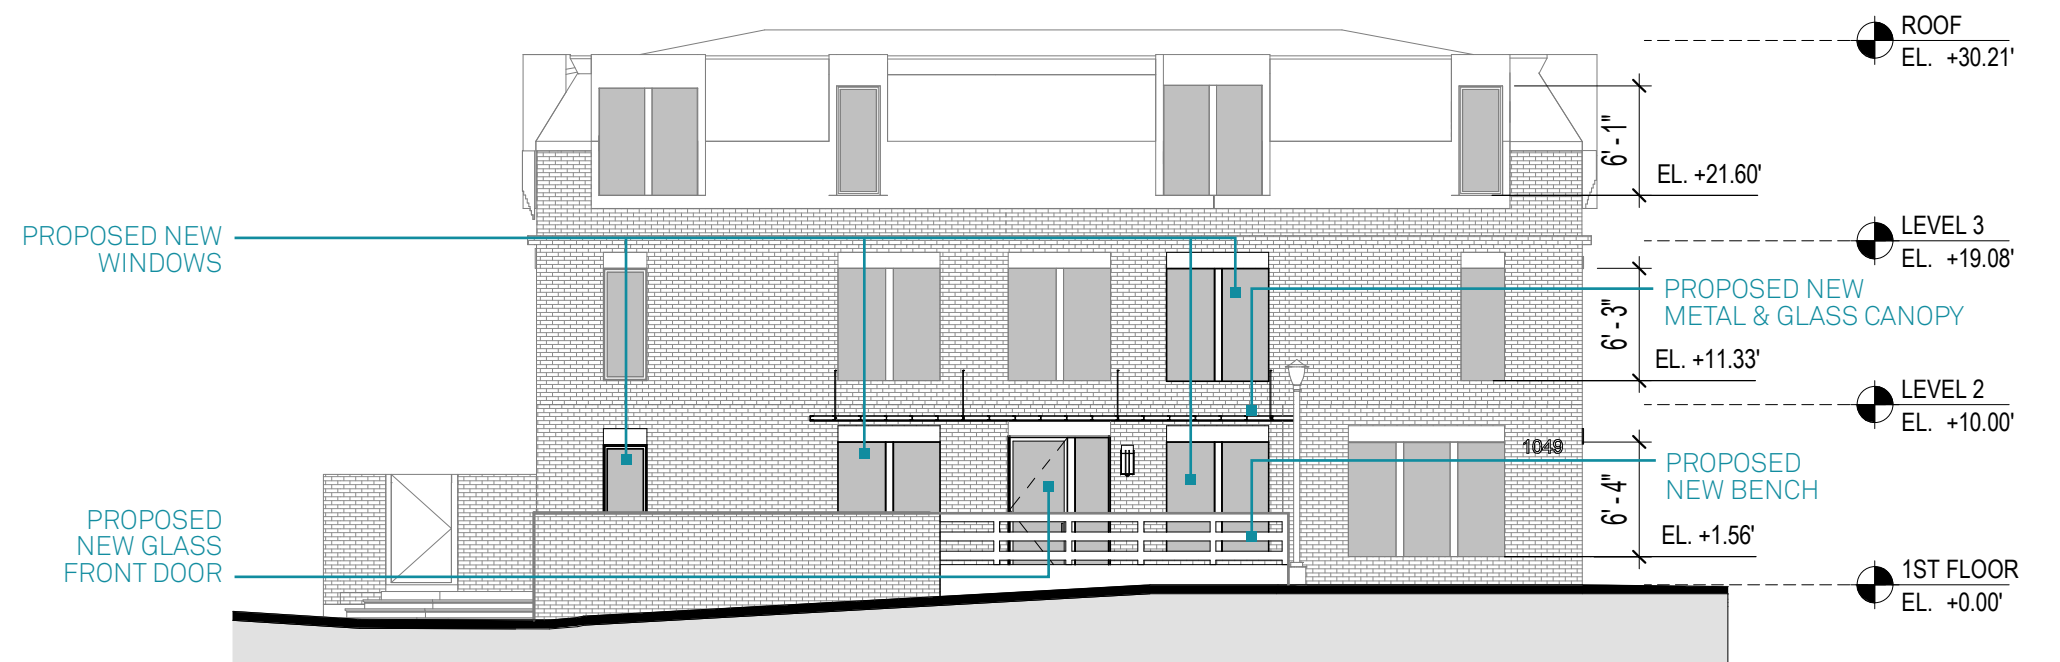 ROOF
EL. +30.21'
6' - 1"
EL. +21.60'
LEVEL 3
EL. +19.08'
PROPOSED NEW
WINDOWS
PROPOSED NEW
METAL & GLASS CANOPY
6' - 3"
EL. +11.33'
LEVEL 2
EL. +10.00'
1049
PROPOSED
NEW BENCH
6' - 4"
EL. +1.56'
PROPOSED
NEW GLASS
FRONT DOOR
1ST FLOOR
EL. +0.00'